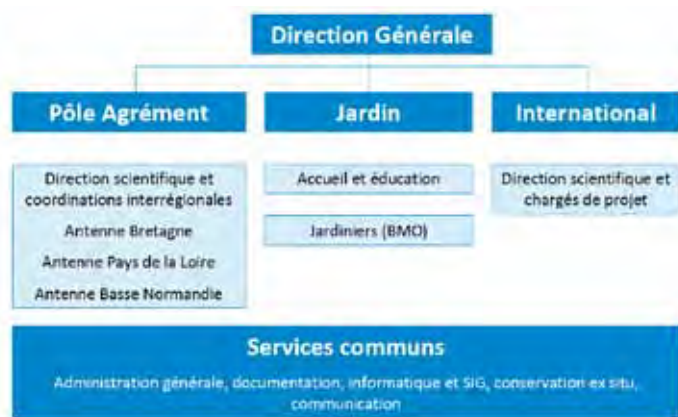 Direction Générale
Pôle Agrément
Jardin
International
Direction scientifique et
coordinations interrégionales
Antenne Bretagne
Antenne Pays de la Loire
Antenne Basse Normandie
Accueil et éducation
Jardiniers (BMO)
Direction scientifique et
chargés de projet
Services communs
Administration générale, documentation, informatique et SIG, conservation ex situ,
communication